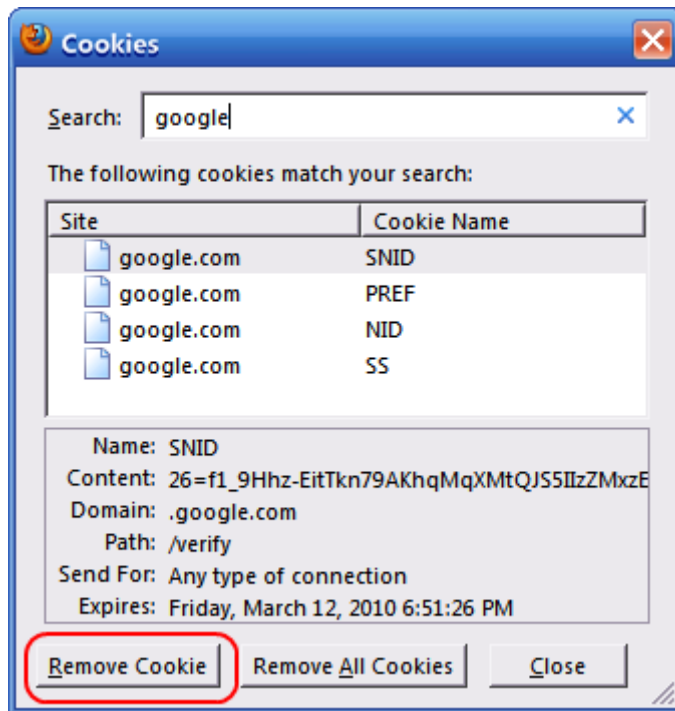 Cookies
Search: google
The following cookies match your search:
Site Cookie Name
google.com SNID
google.com PREF
google.com NID
google.com SS
Name: SNID
Content: 26=f1_9Hhz-EitTkn79AKhqMqXMtQJS5IIzZMxzE
Domain: .google.com
Path: /verify
Send For: Any type of connection
Expires: Friday, March 12, 2010 6:51:26 PM
Remove Cookie Remove All Cookies Close